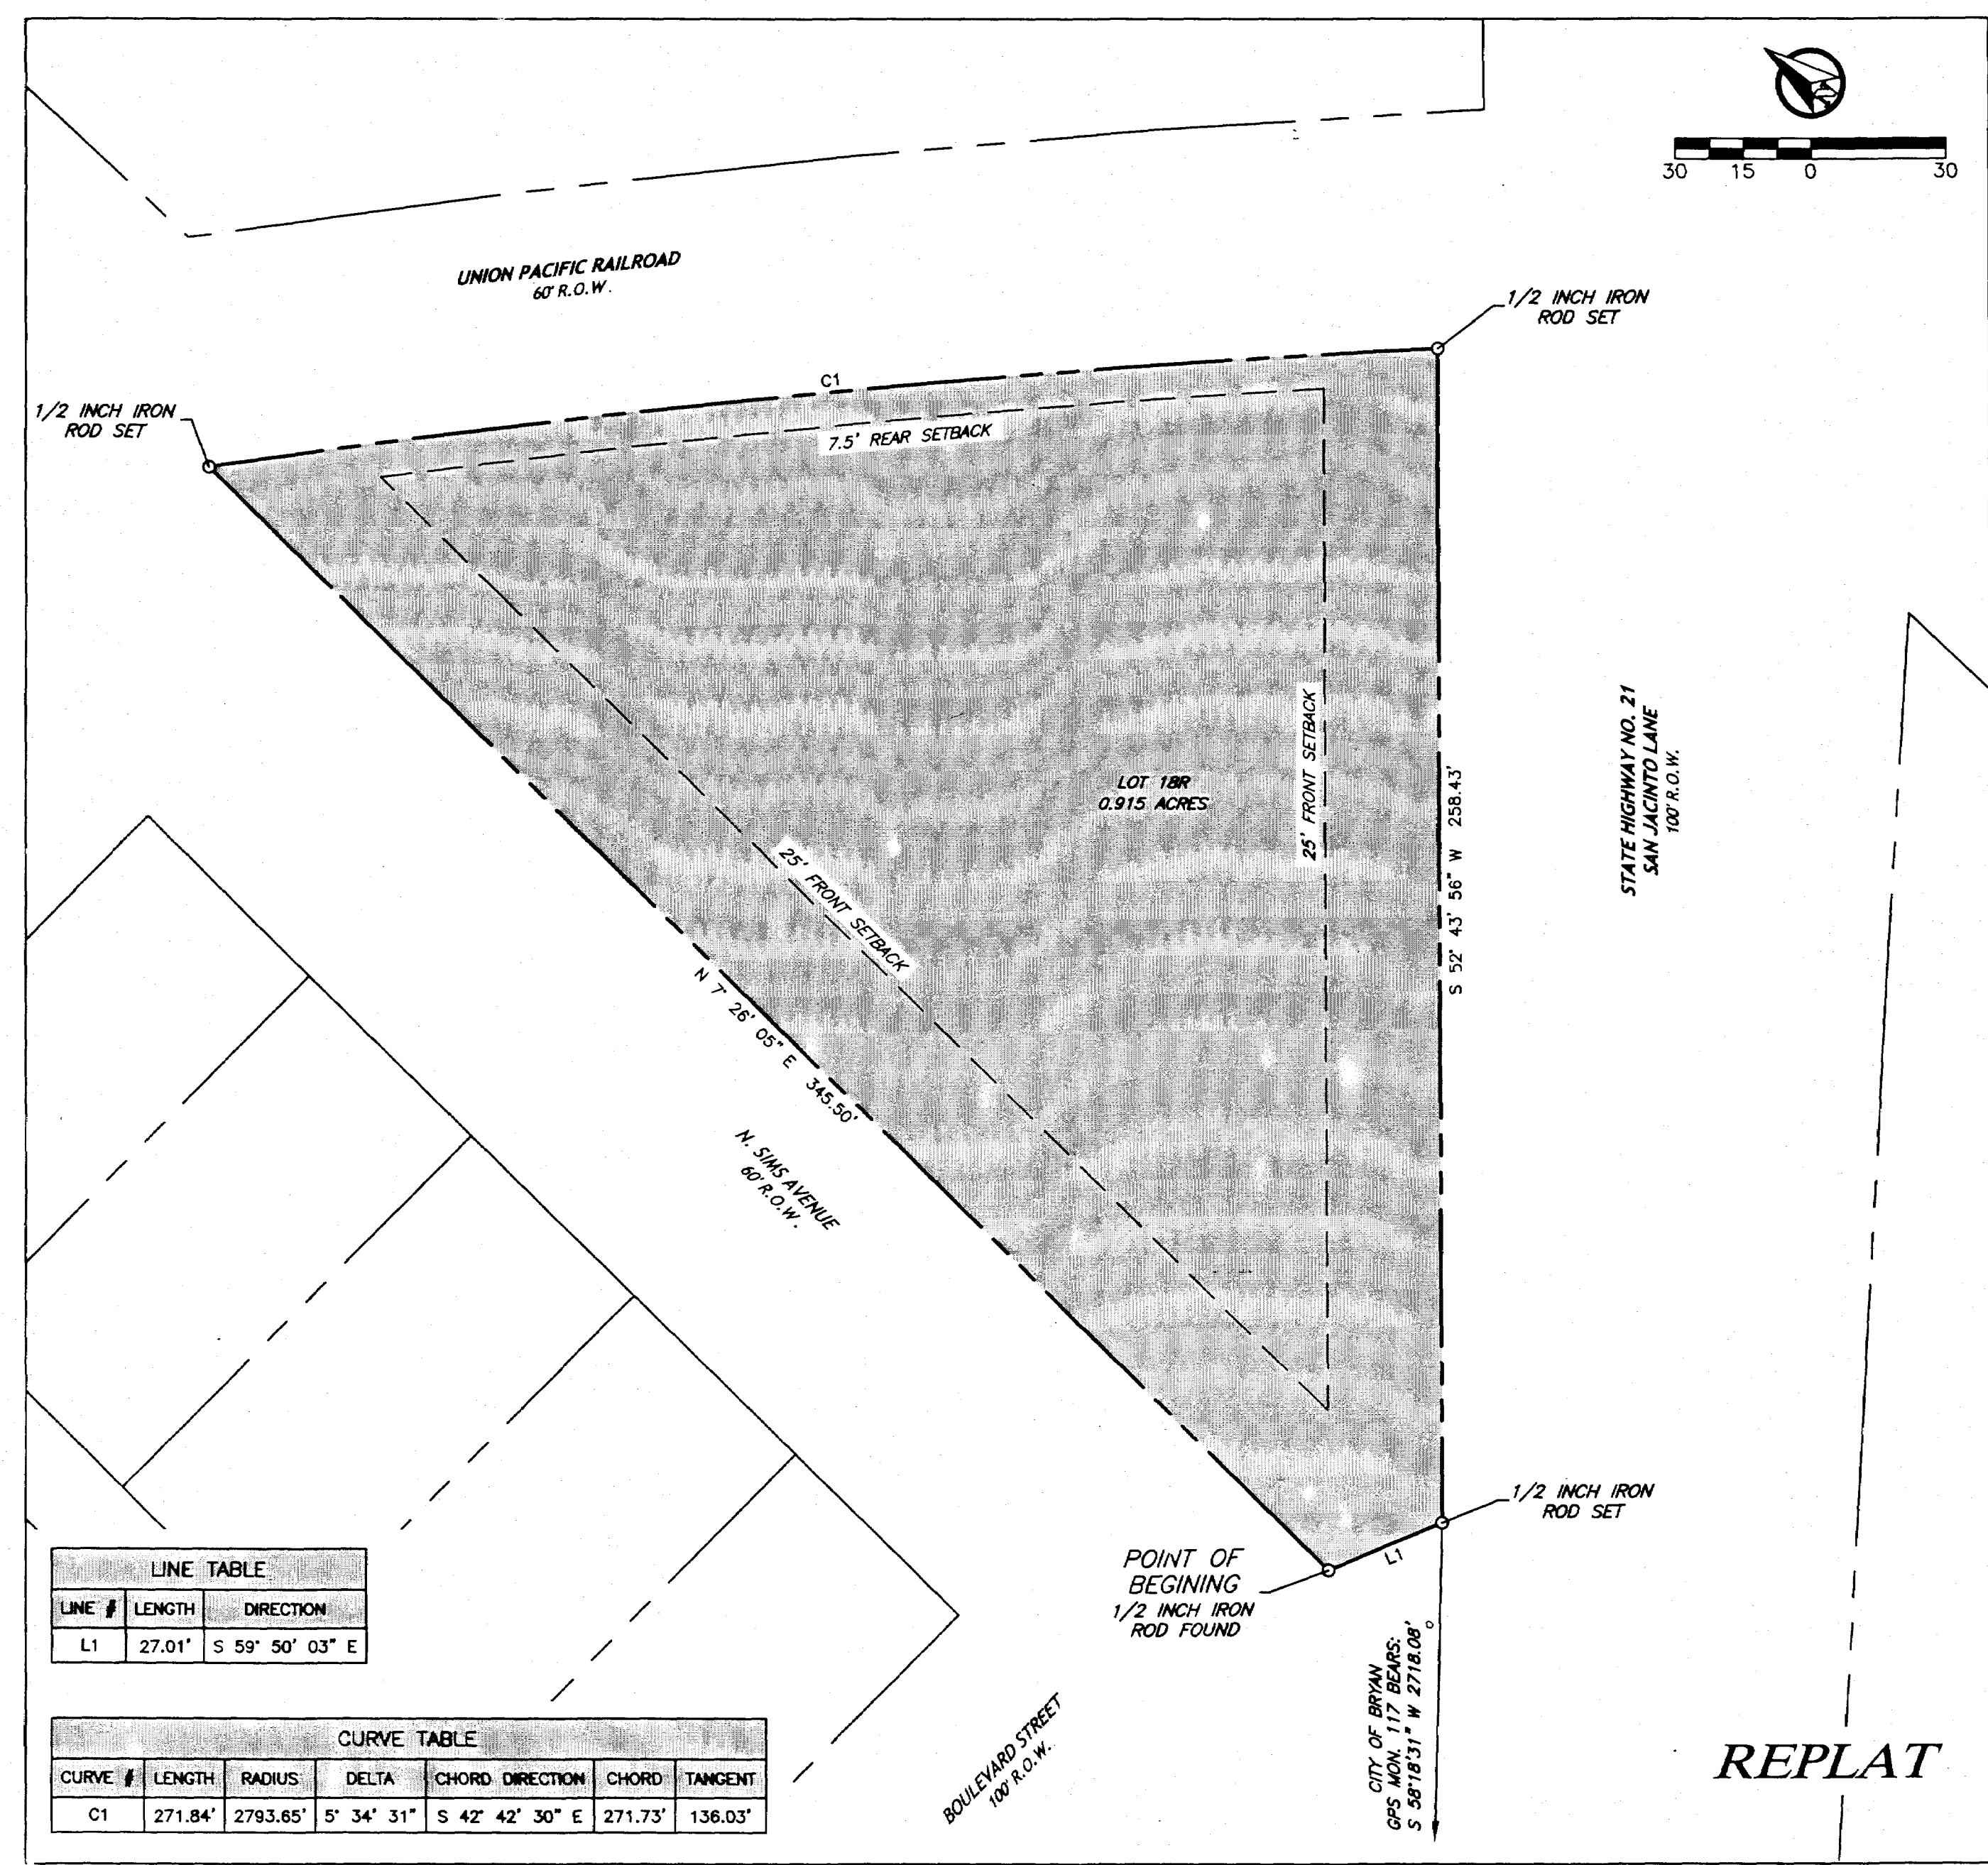 30 15 0 30
UNION PACIFIC RAILROAD
60' R.O.W.
1/2 INCH IRON
ROD SET
C1
1/2 INCH IRON
ROD SET
7.5' REAR SETBACK
LOT 18R
0.915 ACRES
25' FRONT SETBACK
S 52° 43' 56" W 258.43'
STATE HIGHWAY NO. 21
SAN JACINTO LANE
100' R.O.W.
25' FRONT SETBACK
N 7° 26' 05" E 345.50'
N. SIMS AVENUE
60' R.O.W.
1/2 INCH IRON
ROD SET
L1
POINT OF
BEGINING
1/2 INCH IRON
ROD FOUND
CITY OF BRYAN
GPS MON. 117 BEARS:
S 58°18'31" W 2718.08'
BOULEVARD STREET
100' R.O.W.
LINE TABLE
LINE # LENGTH DIRECTION
L1 27.01' S 59° 50' 03" E
CURVE TABLE
CURVE # LENGTH RADIUS DELTA CHORD DIRECTION CHORD TANGENT
C1 271.84' 2793.65' 5° 34' 31" S 42° 42' 30" E 271.73' 136.03'
REPLAT